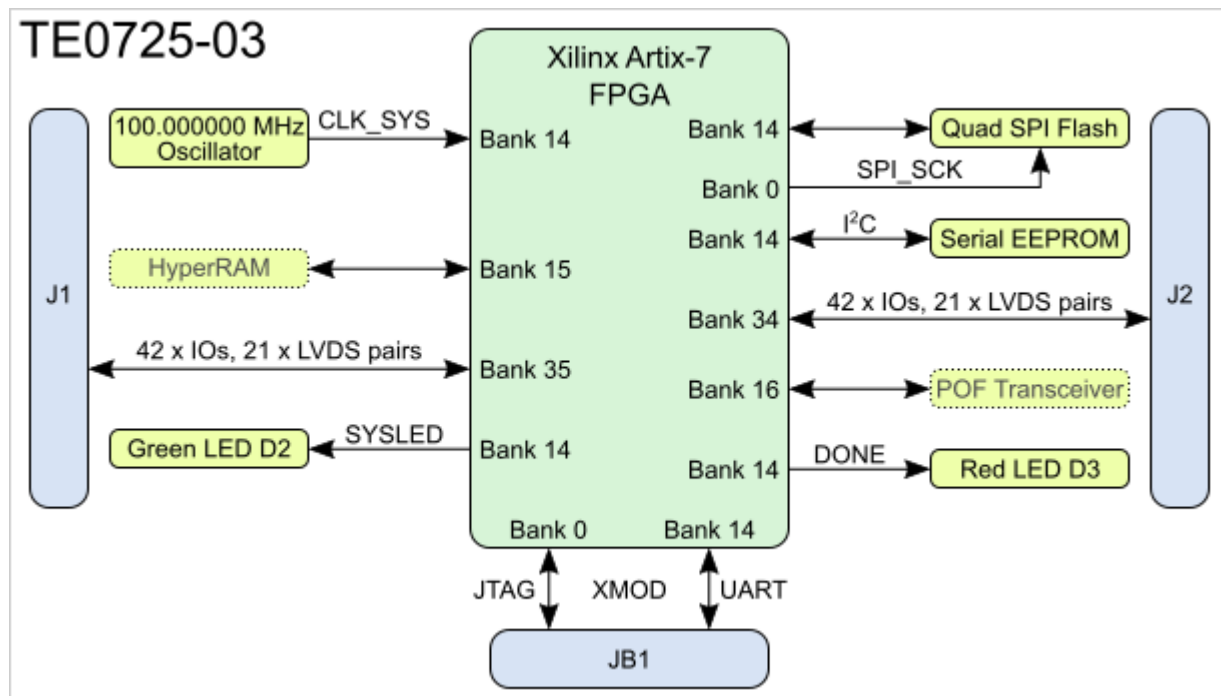 TE0725-03
Xilinx Artix-7
FPGA
J1
100.000000 MHz
Oscillator
CLK_SYS
Bank 14
HyperRAM
Bank 15
42 x IOs, 21 x LVDS pairs
Bank 35
Green LED D2
SYSLED
Bank 14
Bank 14
Quad SPI Flash
Bank 0
SPI_SCK
Bank 14
I²C
Serial EEPROM
Bank 34
42 x IOs, 21 x LVDS pairs
J2
Bank 16
POF Transceiver
Bank 14
DONE
Red LED D3
Bank 0
Bank 14
JTAG
XMOD
UART
JB1